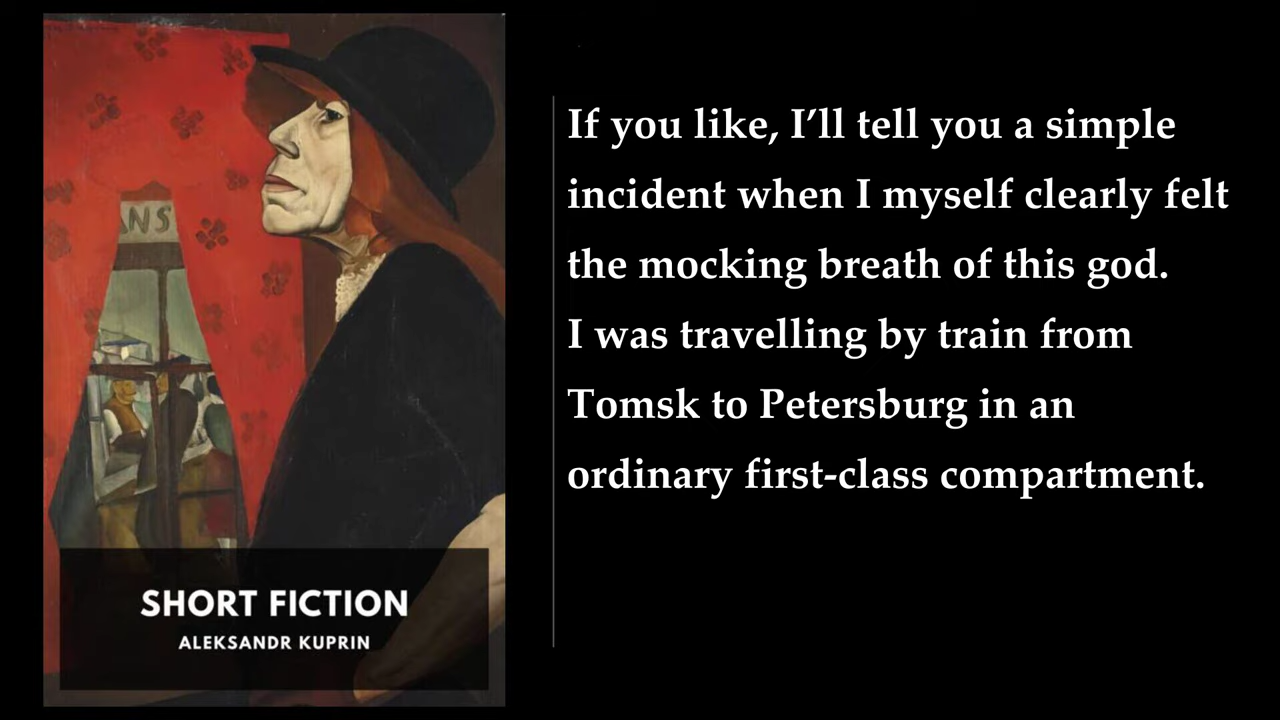 NS
SHORT FICTION
ALEKSANDR KUPRIN
If you like, I’ll tell you a simple
incident when I myself clearly felt
the mocking breath of this god.
I was travelling by train from
Tomsk to Petersburg in an
ordinary first-class compartment.